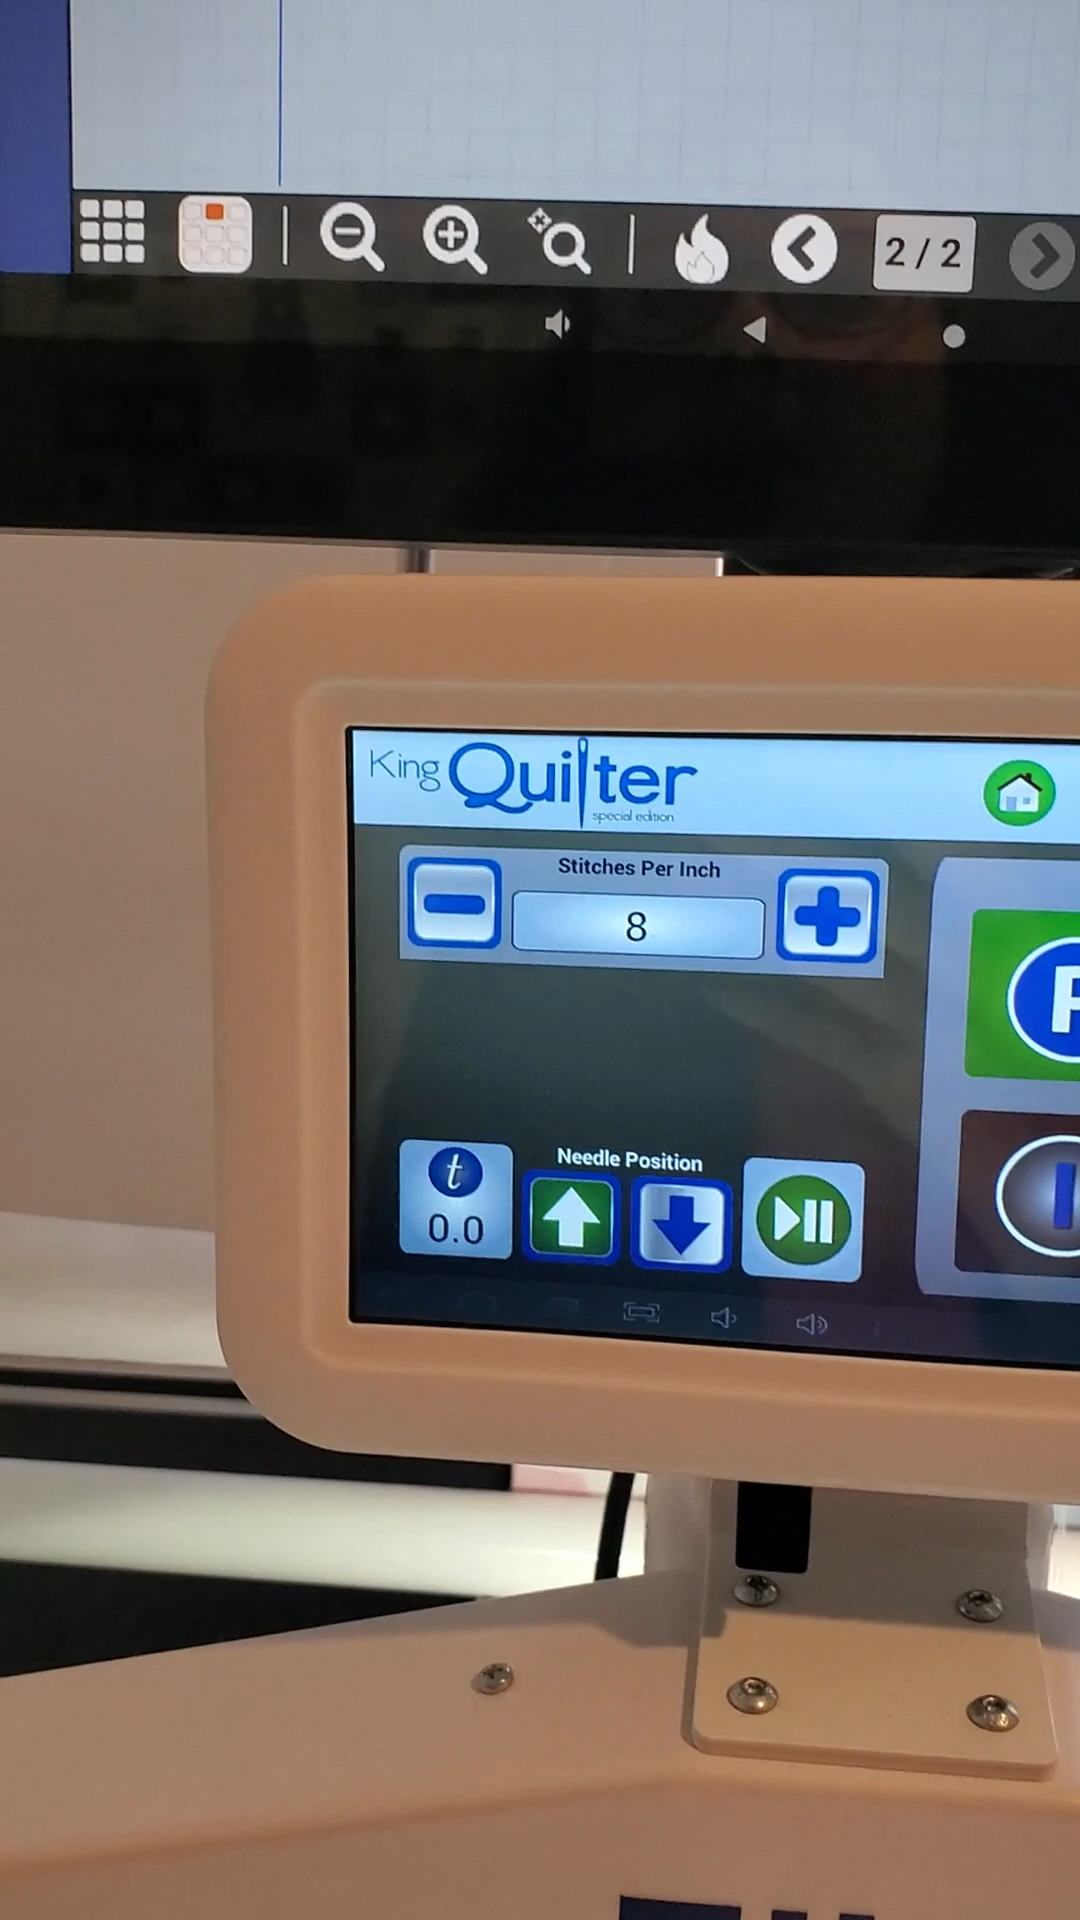 2 / 2
King Quilter
special edition
Stitches Per Inch
8
Needle Position
t
0.0